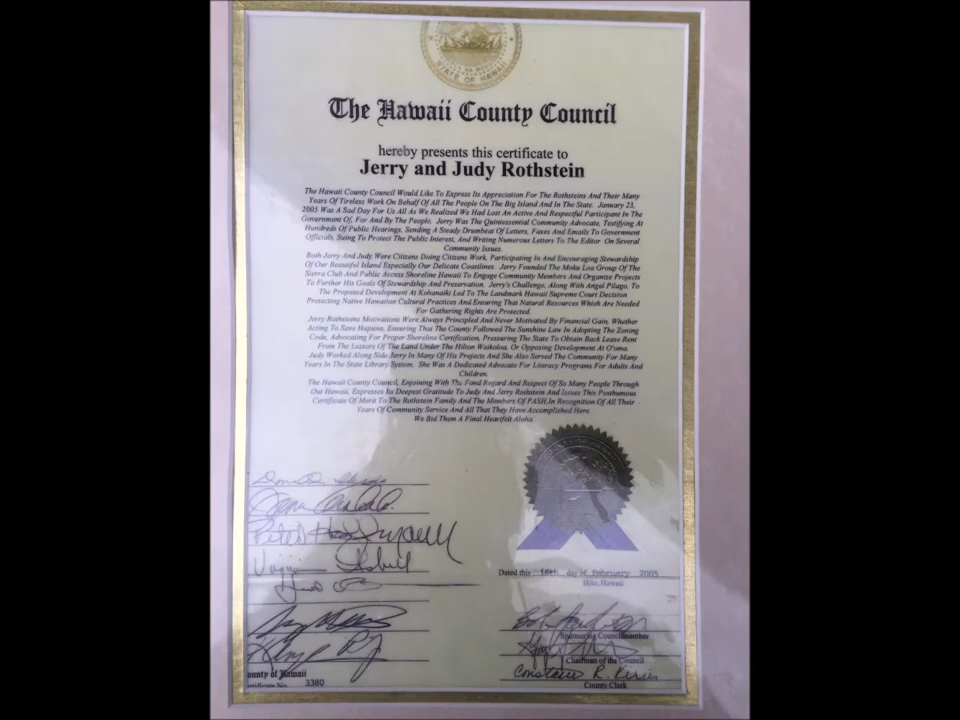 STATE OF HAWAII
The Hawaii County Council
hereby presents this certificate to
Jerry and Judy Rothstein
The Hawaii County Council Would Like To Express Its Appreciation For The Rothsteins And Their Many
Years Of Tireless Work On Behalf Of All The People On The Big Island And In The State. January 23,
2005 Was A Sad Day For Us All As We Realized We Had Lost An Active And Respectful Participant In The
Government Of, For And By The People. Jerry Was The Quintessential Community Advocate, Testifying At
Hundreds Of Public Hearings, Sending A Steady Drumbeat Of Letters, Faxes And Emails To Government
Officials, Suing To Protect The Public Interest, And Writing Numerous Letters To The Editor On Several
Community Issues.
Both Jerry And Judy Were Citizens Doing Citizens Work, Participating In And Encouraging Stewardship
Of Our Beautiful Island Especially Our Delicate Coastlines. Jerry Founded The Moku Loa Group Of The
Sierra Club And Public Access Shoreline Hawaii To Engage Community Members And Organize Projects
To Further His Goals Of Stewardship And Preservation. Jerry's Challenge, Along With Angel Pilago, To
The Proposed Development At Kohanaiki Led To The Landmark Hawaii Supreme Court Decision
Protecting Native Hawaiian Cultural Practices And Ensuring That Natural Resources Which Are Needed
For Gathering Rights Are Protected.
Jerry Rothsteins Motivations Were Always Principled And Never Motivated By Financial Gain, Whether
Acting To Save Hapuna, Ensuring That The County Followed The Sunshine Law In Adopting The Zoning
Code, Advocating For Proper Shoreline Certification, Pressuring The State To Obtain Back Lease Rent
From The Lessors Of The Land Under The Hilton Waikoloa, Or Opposing Development At O'oma.
Judy Worked Along Side Jerry In Many Of His Projects And She Also Served The Community For Many
Years In The State Library System. She Was A Dedicated Advocate For Literacy Programs For Adults And
Children.
The Hawaii County Council, Enjoining With The Fond Regard And Respect Of So Many People Through
Out Hawaii, Expresses Its Deepest Gratitude To Judy And Jerry Rothstein And Issues This Posthumous
Certificate Of Merit To The Rothstein Family And The Members Of PASH, In Recognition Of All Their
Years Of Community Service And All That They Have Accomplished Here.
We Bid Them A Final Heartfelt Aloha
Dated this 16th day of February 2005
Hilo, Hawaii
Sponsoring Councilmember
Chairman of the Council
Constance R. Kiriu
County Clerk
ounty of Hawaii
ertificate No. 3380